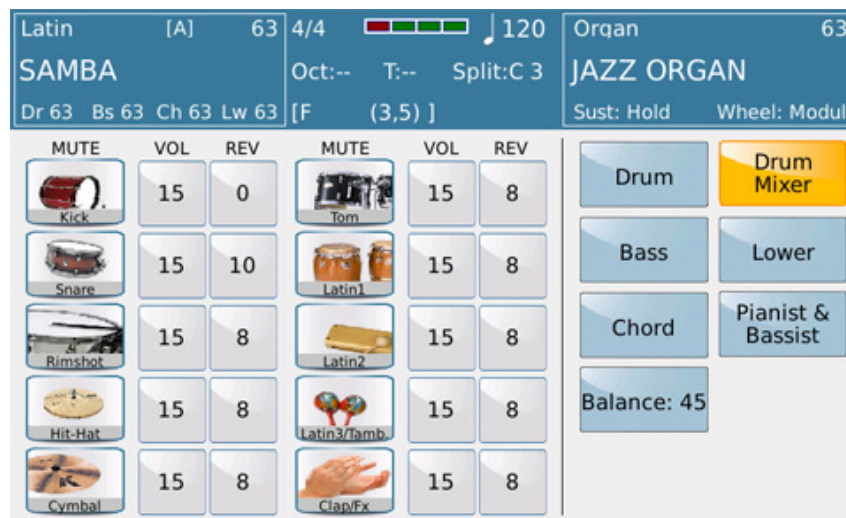 Latin [A] 63 4/4 120 Organ 63
SAMBA Oct:-- T:-- Split:C 3 JAZZ ORGAN
Dr 63 Bs 63 Ch 63 Lw 63 [F (3,5) ] Sust: Hold Wheel: Modul
MUTE VOL REV MUTE VOL REV
Kick 15 0 Tom 15 8 Drum Drum Mixer
Snare 15 10 Latin1 15 8 Bass Lower
Rimshot 15 8 Latin2 15 8 Chord Pianist & Bassist
Hit-Hat 15 8 Latin3/Tamb. 15 8 Balance: 45
Cymbal 15 8 Clap/Fx 15 8